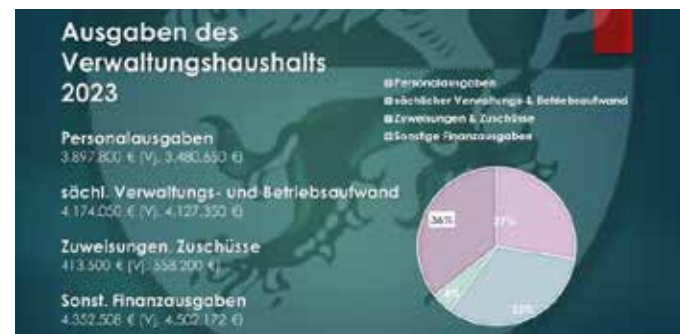 Ausgaben des
Verwaltungshaushalts
2023
Personalausgaben
3.897.800 € (Vj. 3.480.650 €)
sächl. Verwaltungs- und Betriebsaufwand
4.174.050 € (Vj. 4.127.350 €)
Zuweisungen, Zuschüsse
413.500 € (Vj. 558.200 €)
Sonst. Finanzausgaben
4.352.508 € (Vj. 4.502.172 €)
Personalausgaben
sächlicher Verwaltungs & Betriebsaufwand
Zuweisungen & Zuschüsse
Sonstige Finanzausgaben
36%
27%
33%